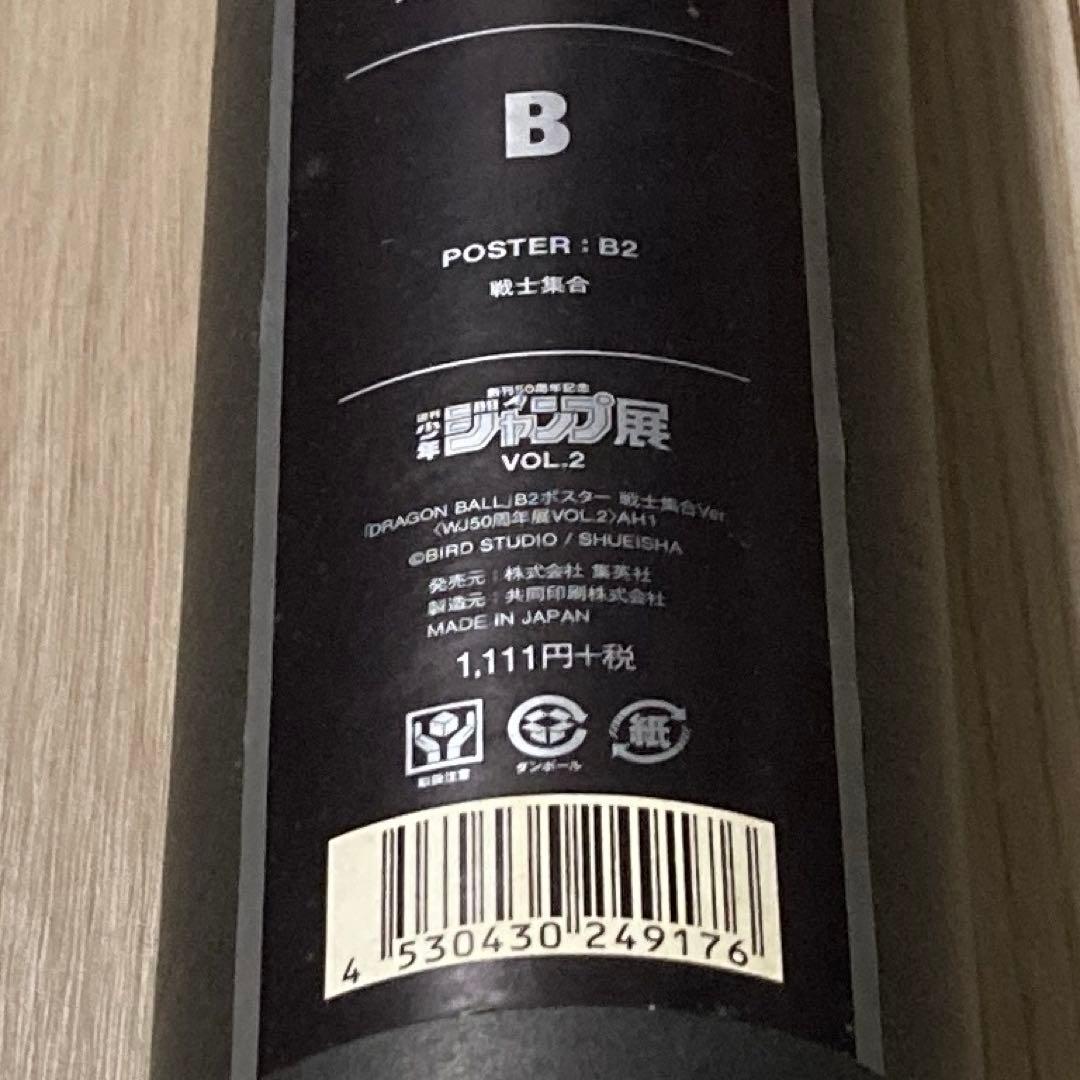 B
POSTER : B2
戦士集合
創刊50周年記念
週刊少年ジャンプ展
VOL.2
「DRAGON BALL」B2ポスター 戦士集合Ver
〈WJ50周年展VOL.2〉AH1
©BIRD STUDIO / SHUEISHA
発売元：株式会社 集英社
製造元：共同印刷株式会社
MADE IN JAPAN
1,111円+税
取扱注意
ダンボール
紙
4 530430 249176